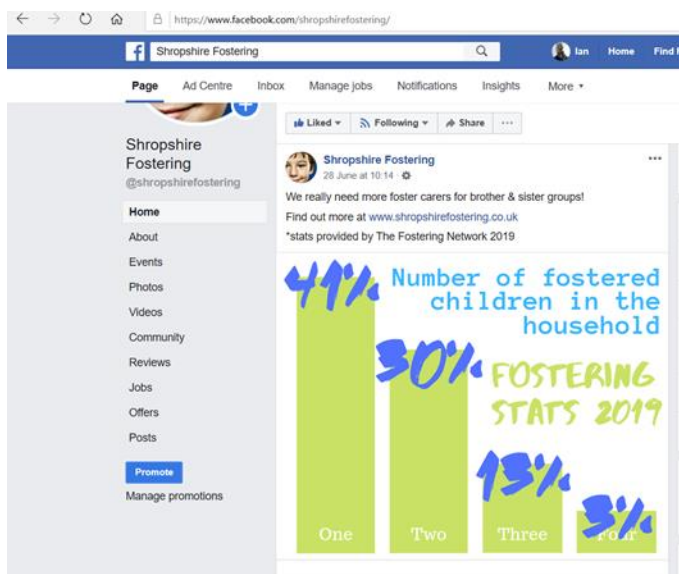 https://www.facebook.com/shropshirefostering/
Shropshire Fostering
Ian Home Find
Page Ad Centre Inbox Manage jobs Notifications Insights More
Liked Following Share ...
Shropshire
Fostering
@shropshirefostering
Home
About
Events
Photos
Videos
Community
Reviews
Jobs
Offers
Posts
Promote
Manage promotions
Shropshire Fostering
28 June at 10:14
We really need more foster carers for brother & sister groups!
Find out more at www.shropshirefostering.co.uk
*stats provided by The Fostering Network 2019
Number of fostered
children in the
household
FOSTERING
STATS 2019
41%
30%
13%
3%
One Two Three Four